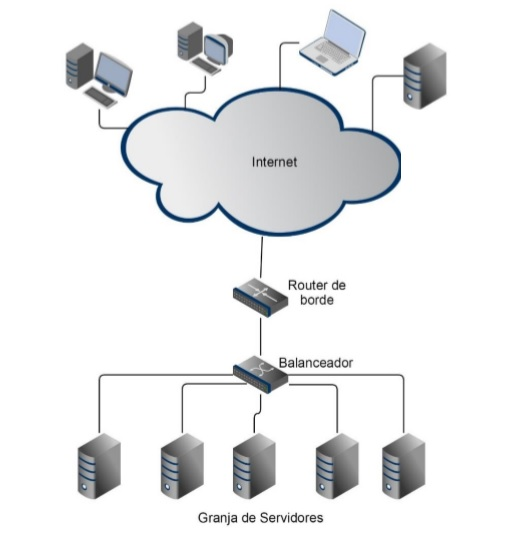 Internet
Router de
borde
Balanceador
Granja de Servidores